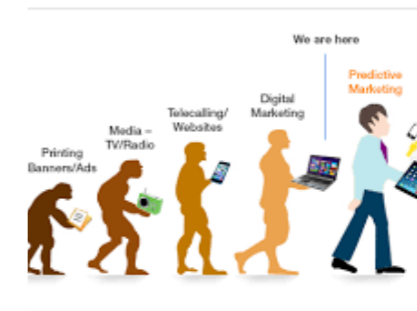 We are here
Predictive
Marketing
Digital
Marketing
Telecalling/
Websites
Media –
TV/Radio
Printing
Banners/Ads